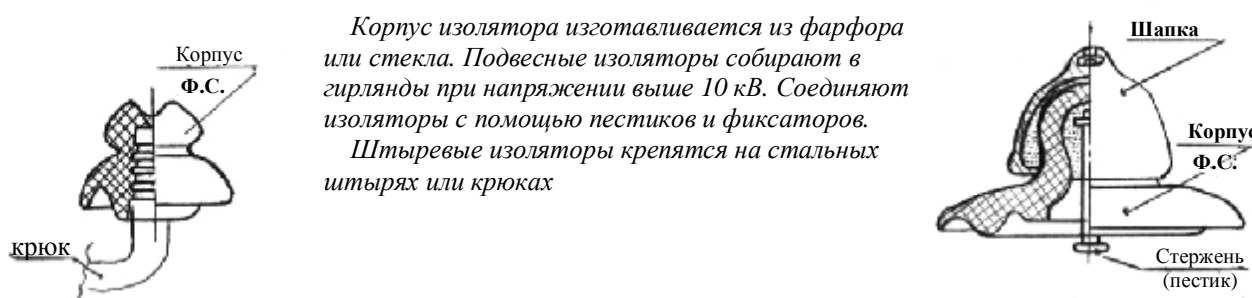 Корпус
Ф.С.
крюк
Корпус изолятора изготавливается из фарфора
или стекла. Подвесные изоляторы собирают в
гирлянды при напряжении выше 10 кВ. Соединяют
изоляторы с помощью пестиков и фиксаторов.
Штыревые изоляторы крепятся на стальных
штырях или крюках
Шапка
Корпус
Ф.С.
Стержень
(пестик)